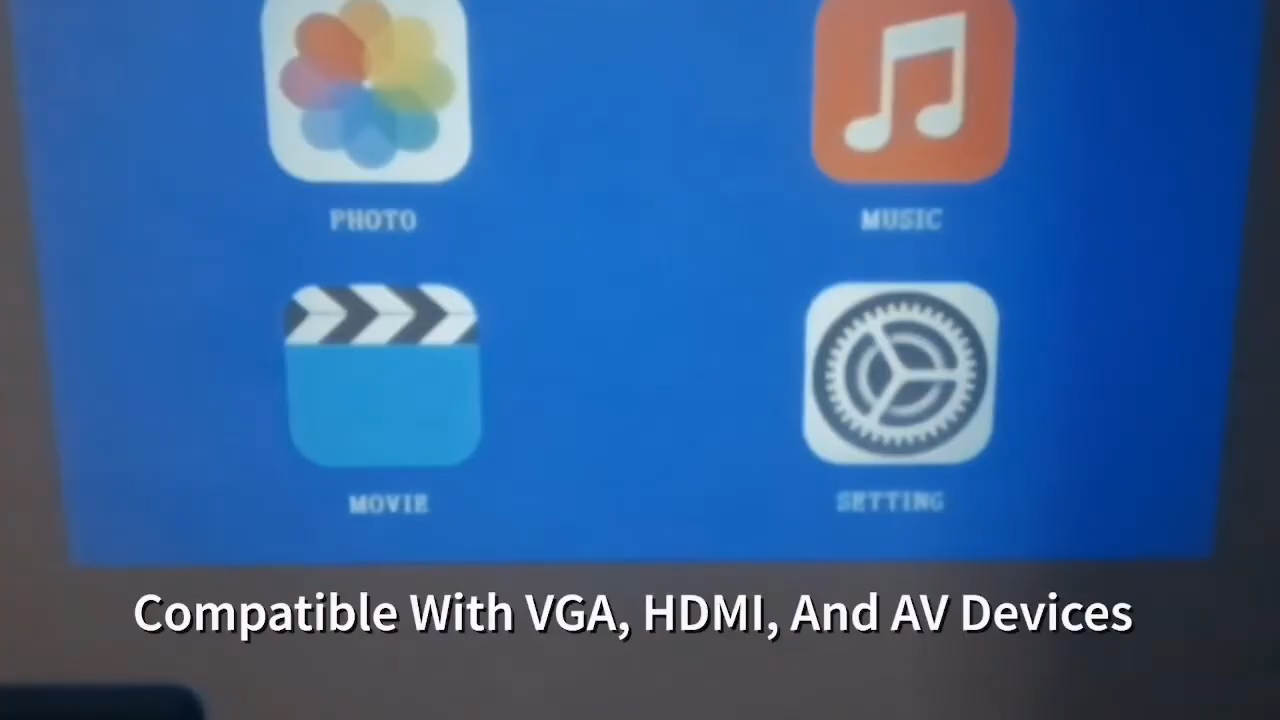 PHOTO
MUSIC
MOVIE
SETTING
Compatible With VGA, HDMI, And AV Devices